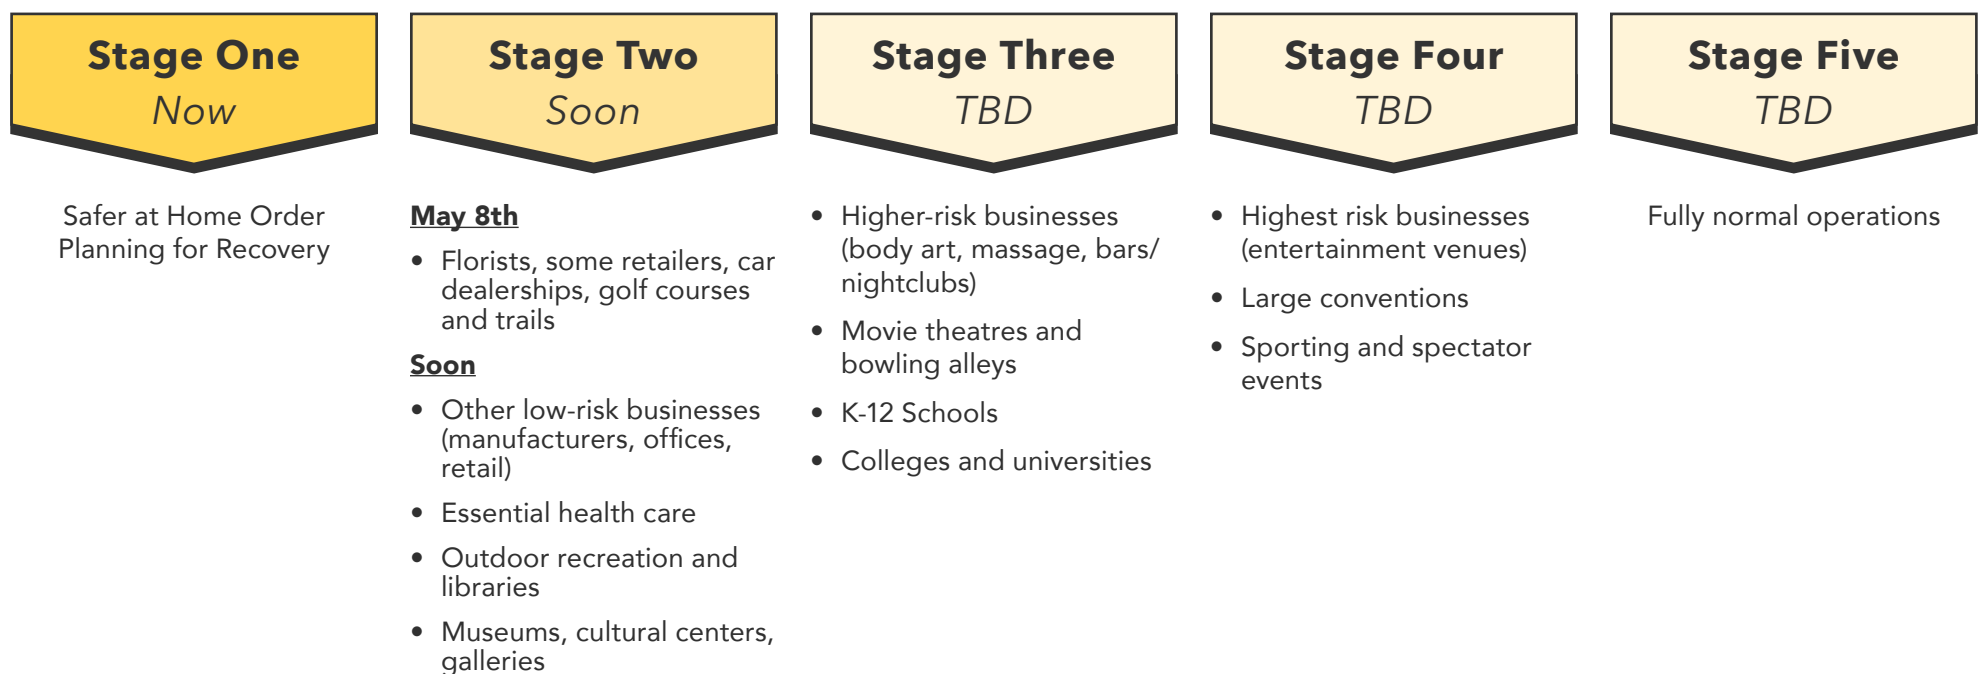 Stage One
Now
Safer at Home Order
Planning for Recovery
Stage Two
Soon
May 8th
• Florists, some retailers, car
dealerships, golf courses
and trails
Soon
• Other low-risk businesses
(manufacturers, offices,
retail)
• Essential health care
• Outdoor recreation and
libraries
• Museums, cultural centers,
galleries
Stage Three
TBD
• Higher-risk businesses
(body art, massage, bars/
nightclubs)
• Movie theatres and
bowling alleys
• K-12 Schools
• Colleges and universities
Stage Four
TBD
• Highest risk businesses
(entertainment venues)
• Large conventions
• Sporting and spectator
events
Stage Five
TBD
Fully normal operations